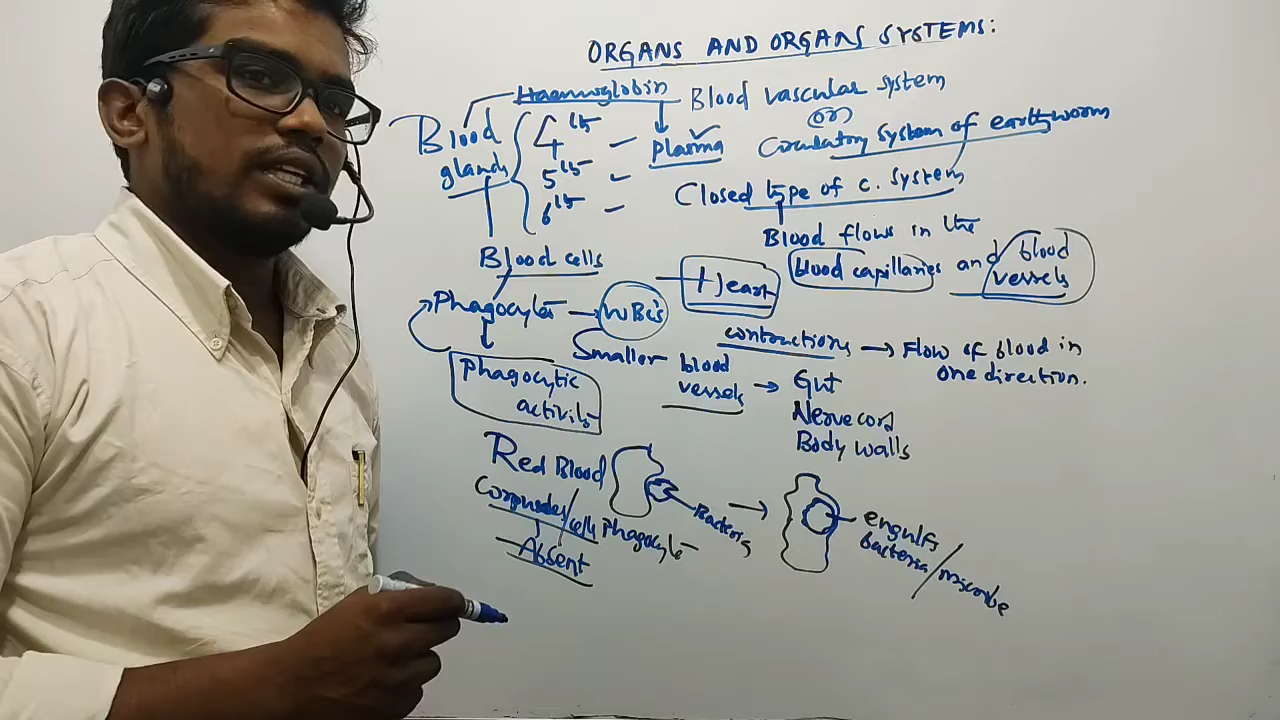 ORGANS AND ORGANS SYSTEMS:
Haemoglobin
Blood vascular system
(or)
Circulatory system of earthworm
Closed type of c. system
Blood flows in the
blood capillaries and blood
vessels
Blood
glands
4th
5th
6th
plasma
Blood cells
Heart
Phagocytes
WBCs
Phagocytic
activity
contractions → Flow of blood in
one direction.
Smaller blood
vessels → Gut
Nerve cord
Body walls
Red Blood
Corpuscles/cells
Absent
Phagocyte
Bacteria
engulfs
bacteria/microbe